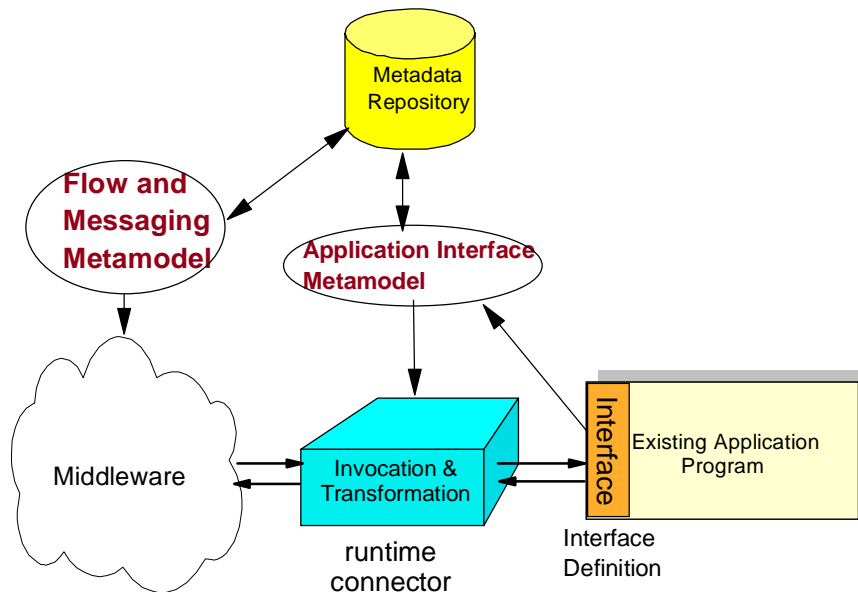 Metadada
Repository
Flow and
Messaging
Metamodel
Application Interface
Metamodel
Middleware
Invocation &
Transformation
runtime
connector
Interface
Existing Application
Program
Interface
Definition